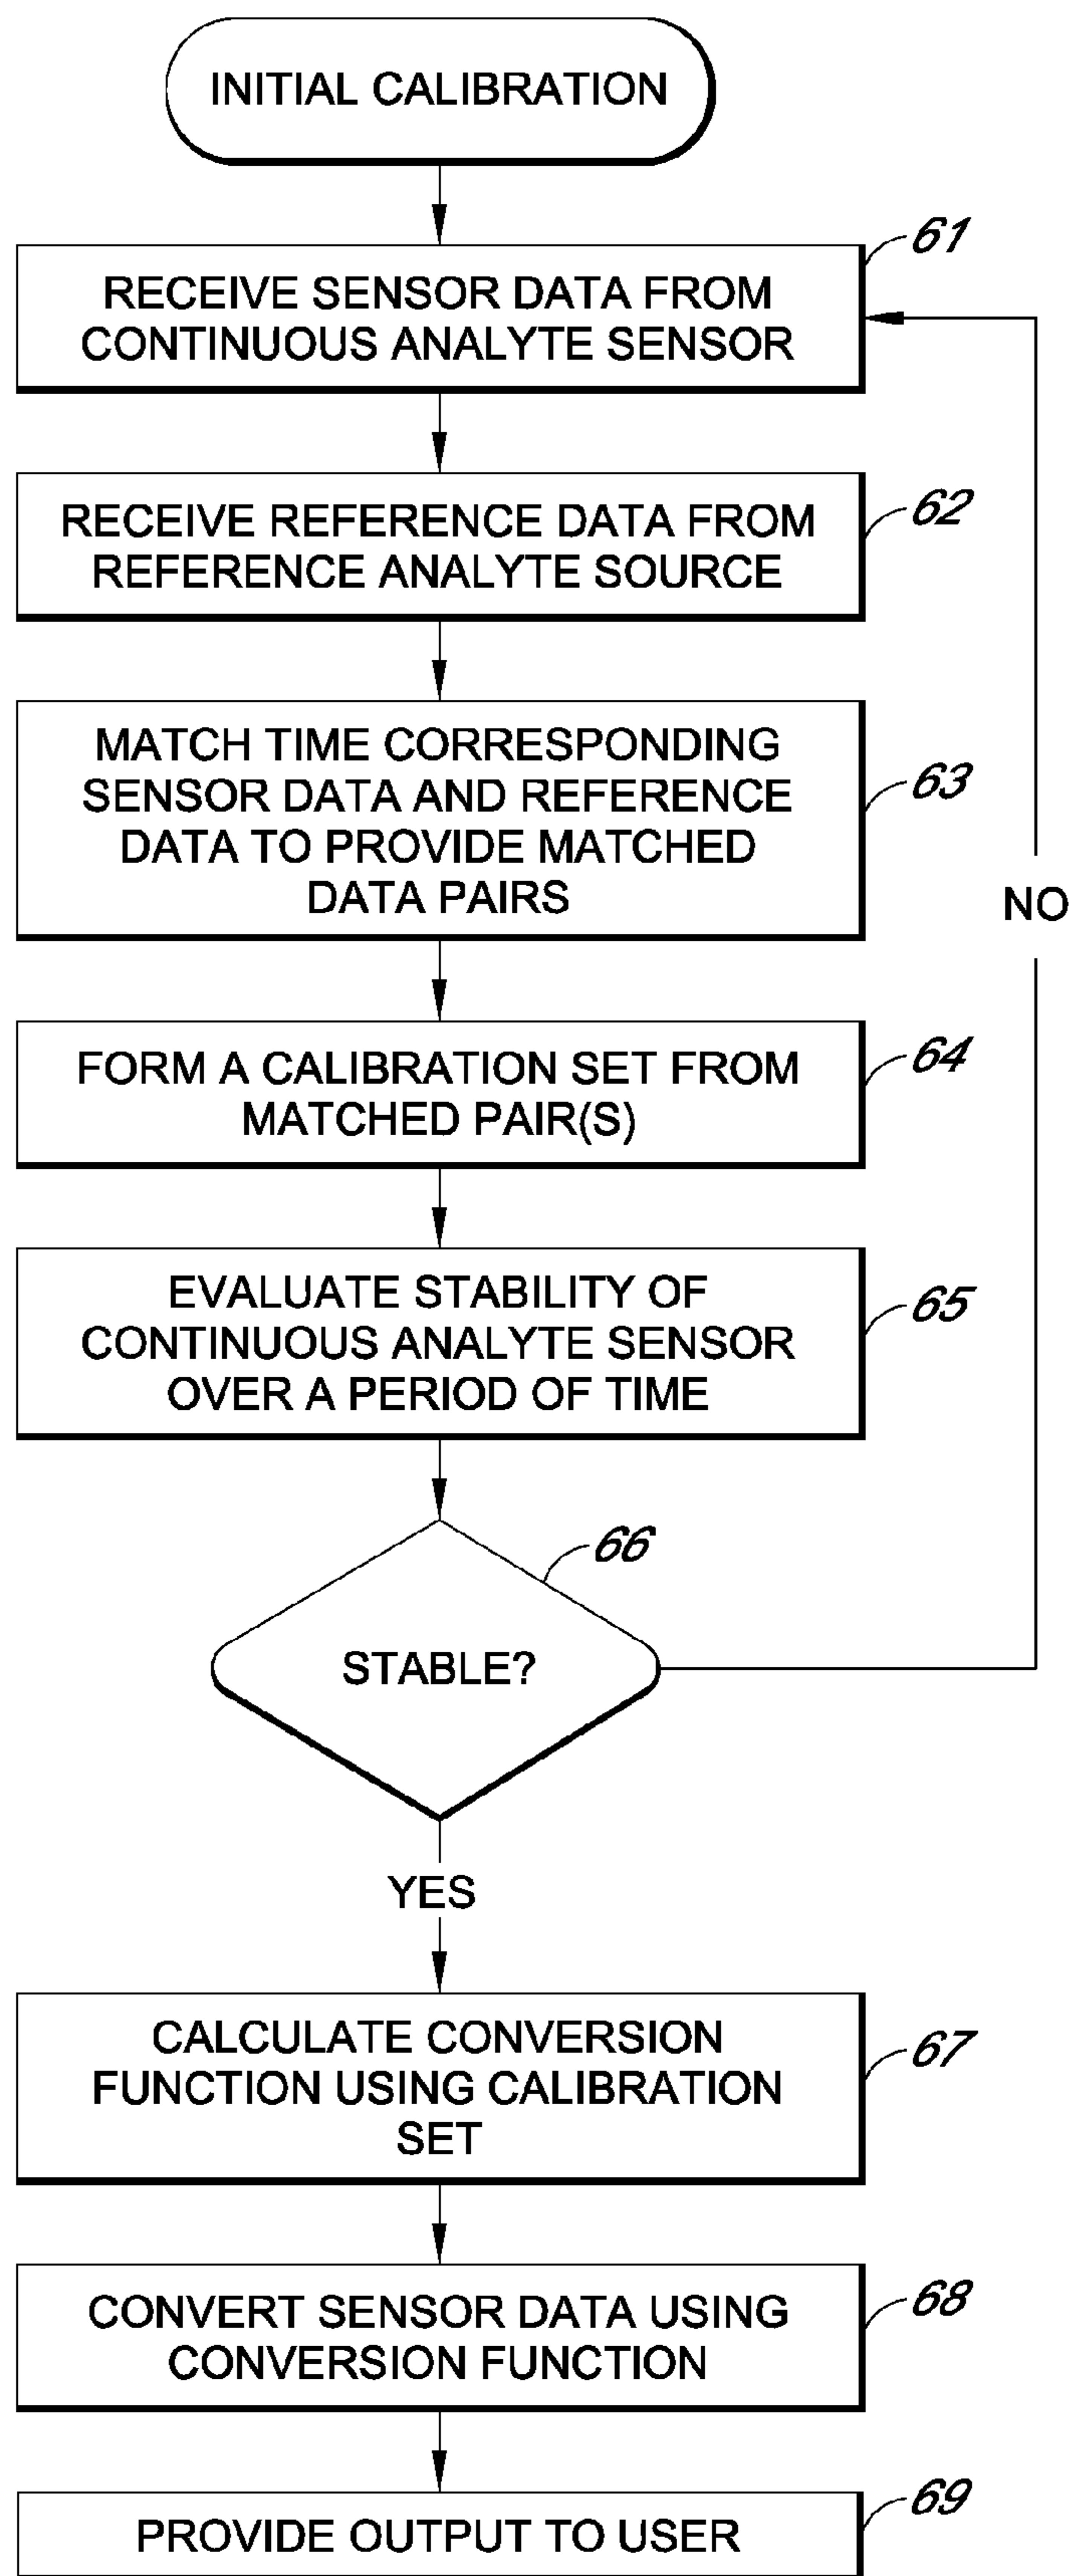 INITIAL CALIBRATION
61
RECEIVE SENSOR DATA FROM
CONTINUOUS ANALYTE SENSOR
62
RECEIVE REFERENCE DATA FROM
REFERENCE ANALYTE SOURCE
63
MATCH TIME CORRESPONDING
SENSOR DATA AND REFERENCE
DATA TO PROVIDE MATCHED
DATA PAIRS
NO
64
FORM A CALIBRATION SET FROM
MATCHED PAIR(S)
65
EVALUATE STABILITY OF
CONTINUOUS ANALYTE SENSOR
OVER A PERIOD OF TIME
66
STABLE?
YES
67
CALCULATE CONVERSION
FUNCTION USING CALIBRATION
SET
68
CONVERT SENSOR DATA USING
CONVERSION FUNCTION
69
PROVIDE OUTPUT TO USER